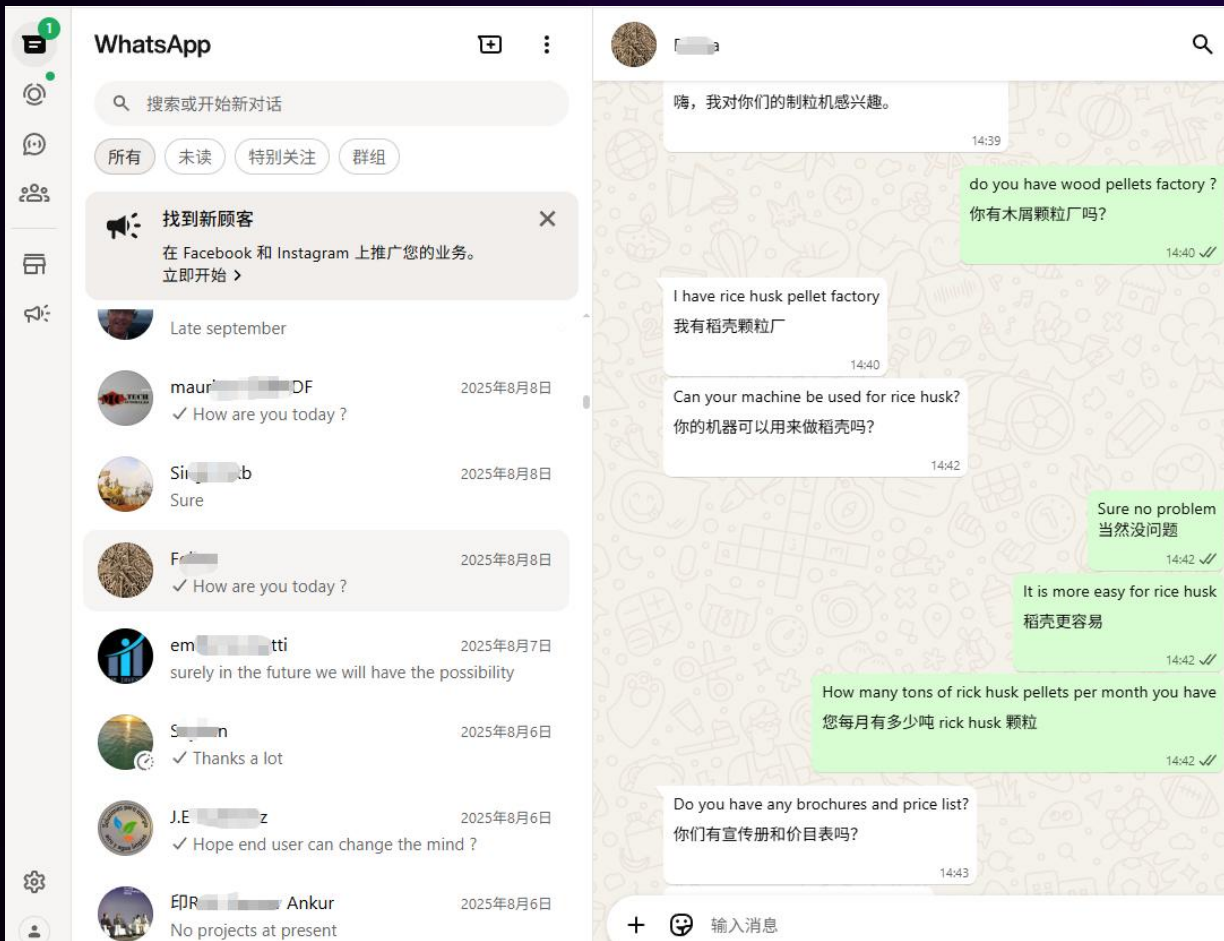 1
WhatsApp
搜索或开始新对话
所有
未读
特别关注
群组
找到新顾客
在 Facebook 和 Instagram 上推广您的业务。
立即开始 >
Late september
2025年8月8日
How are you today ?
2025年8月8日
Sure
2025年8月8日
How are you today ?
2025年8月7日
surely in the future we will have the possibility
2025年8月6日
Thanks a lot
J.E
2025年8月6日
Hope end user can change the mind ?
Ankur
2025年8月6日
No projects at present
嗨，我对你们的制粒机感兴趣。
14:39
do you have wood pellets factory ?
你有木屑颗粒厂吗?
14:40
I have rice husk pellet factory
我有稻壳颗粒厂
14:40
Can your machine be used for rice husk?
你的机器可以用来做稻壳吗?
14:42
Sure no problem
当然没问题
14:42
It is more easy for rice husk
稻壳更容易
14:42
How many tons of rick husk pellets per month you have
您每月有多少吨 rick husk 颗粒
14:42
Do you have any brochures and price list?
你们有宣传册和价目表吗?
14:43
输入消息